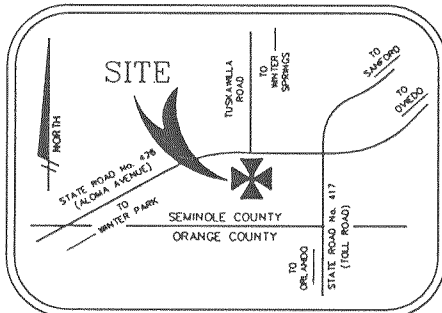 SITE
NORTH
TUSKAWILLA
ROAD
TO
WINTER
SPRINGS
TO
SANFORD
TO
OVIEDO
STATE ROAD No. 426
(ALOMA AVENUE)
TO
WINTER PARK
SEMINOLE COUNTY
ORANGE COUNTY
TO
ORLANDO
STATE ROAD No. 417
(TOLL ROAD)